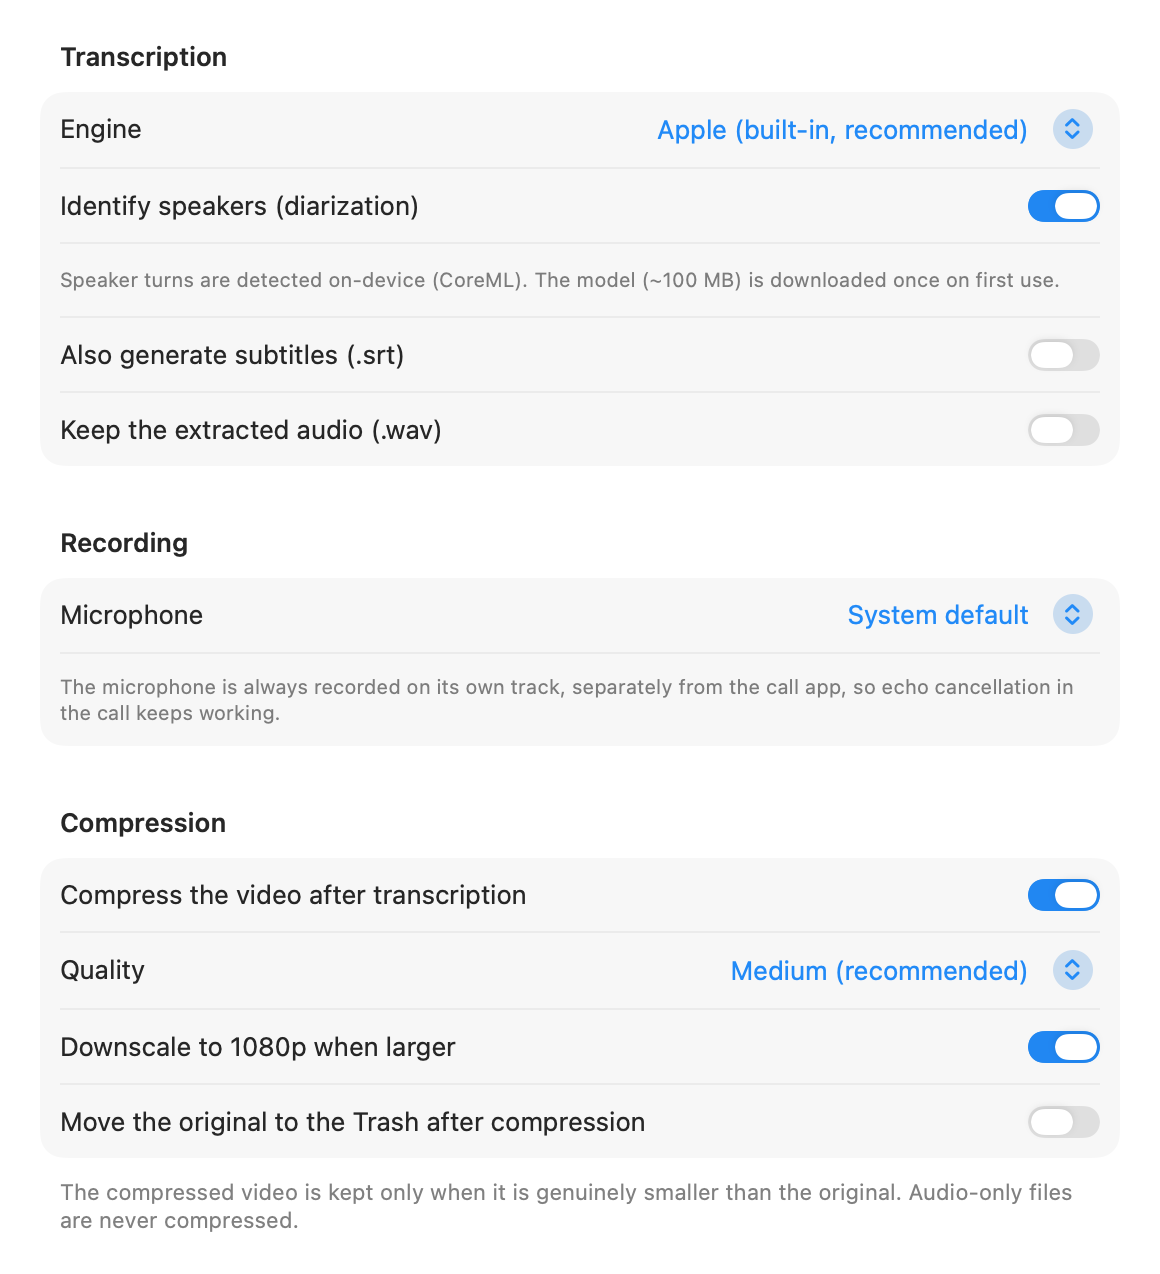 Transcription
Engine
Apple (built-in, recommended)
Identify speakers (diarization)
Speaker turns are detected on-device (CoreML). The model (~100 MB) is downloaded once on first use.
Also generate subtitles (.srt)
Keep the extracted audio (.wav)
Recording
Microphone
System default
The microphone is always recorded on its own track, separately from the call app, so echo cancellation in
the call keeps working.
Compression
Compress the video after transcription
Quality
Medium (recommended)
Downscale to 1080p when larger
Move the original to the Trash after compression
The compressed video is kept only when it is genuinely smaller than the original. Audio-only files
are never compressed.